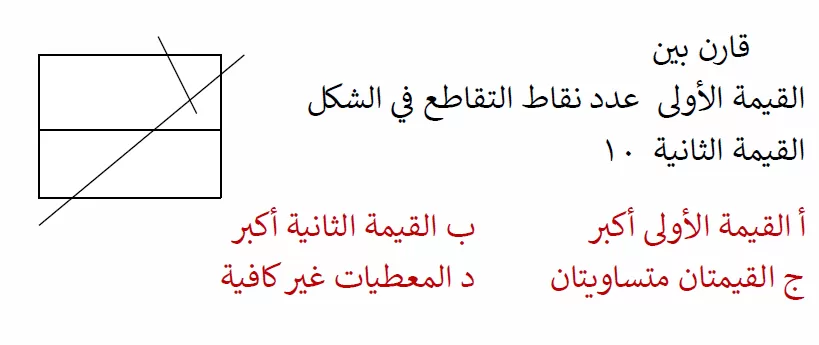 قارن بين
القيمة الأولى عدد نقاط التقاطع في الشكل
القيمة الثانية ١٠
أ القيمة الأولى أكبر ب القيمة الثانية أكبر
ج القيمتان متساويتان د المعطيات غير كافية